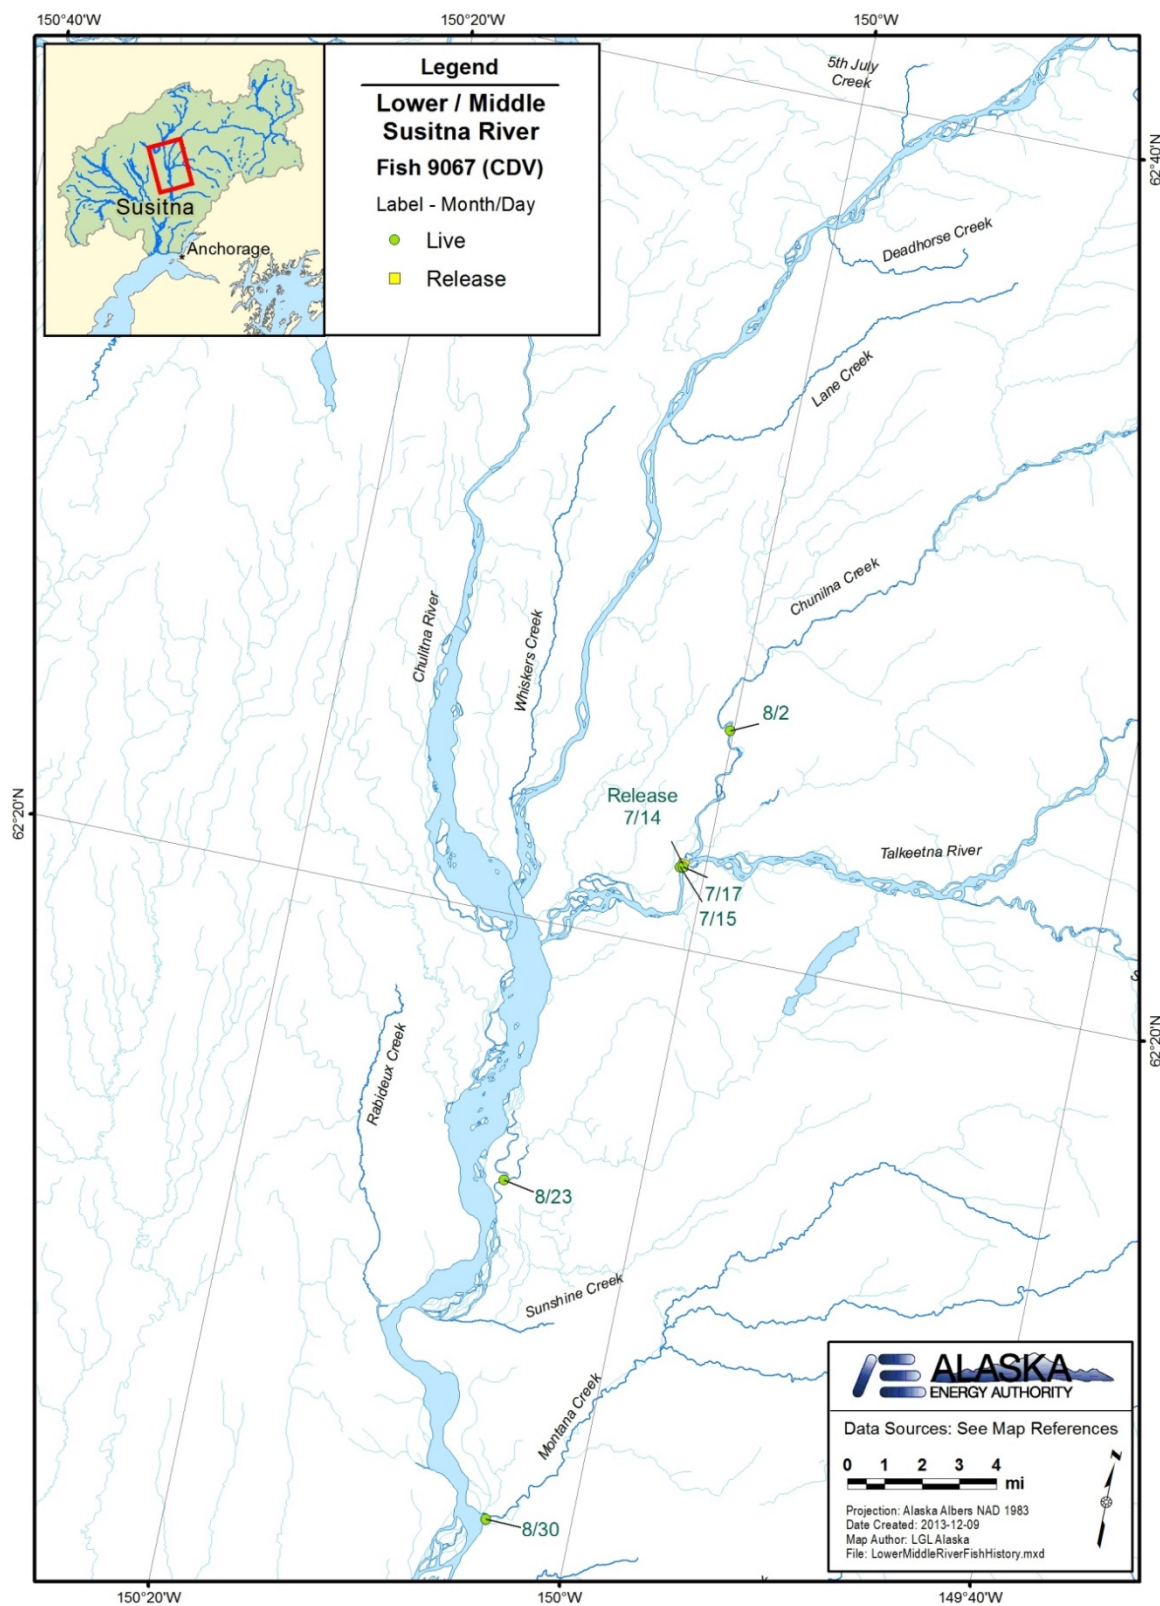 150°40'W
150°20'W
150°W
Legend
Lower / Middle
Susitna River
Fish 9067 (CDV)
Label - Month/Day
Live
Release
Susitna
Anchorage
5th July
Creek
62°40'N
Deadhorse Creek
Lane Creek
Chunilna Creek
Chulitna River
Whiskers Creek
8/2
Release
7/14
62°20'N
Talkeetna River
7/17
7/15
S
62°20'N
Rabideux Creek
8/23
Sunshine Creek
Montana Creek
8/30
ALASKA
ENERGY AUTHORITY
Data Sources: See Map References
0 1 2 3 4
mi
N
Projection: Alaska Albers NAD 1983
Date Created: 2013-12-09
Map Author: LGL Alaska
File: LowerMiddleRiverFishHistory.mxd
150°20'W
150°W
149°40'W